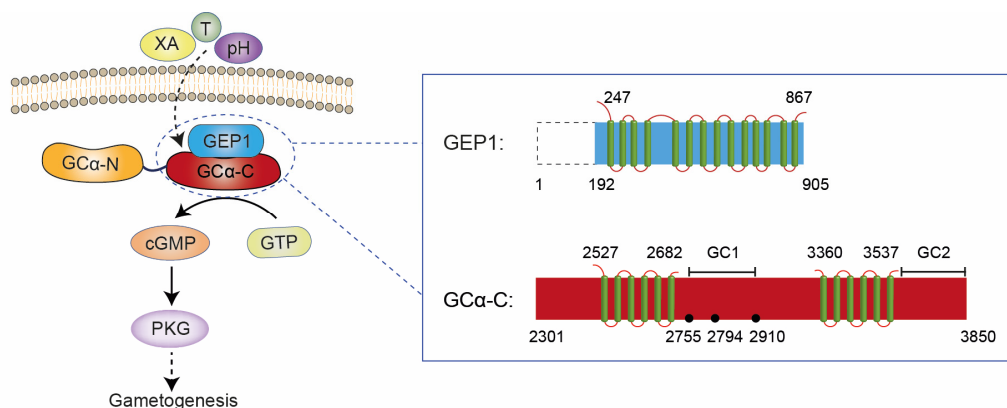 T
XA
pH
GEP1
GCα-N
GCα-C
cGMP
GTP
PKG
Gametogenesis
GEP1:
247
867
1
192
905
GCα-C:
2527
2682
GC1
3360
3537
GC2
2301
2755
2794
2910
3850